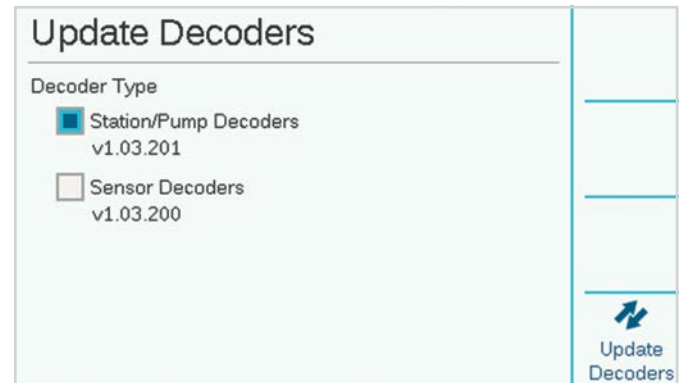 Update Decoders
Decoder Type
Station/Pump Decoders
v1.03.201
Sensor Decoders
v1.03.200
Update
Decoders